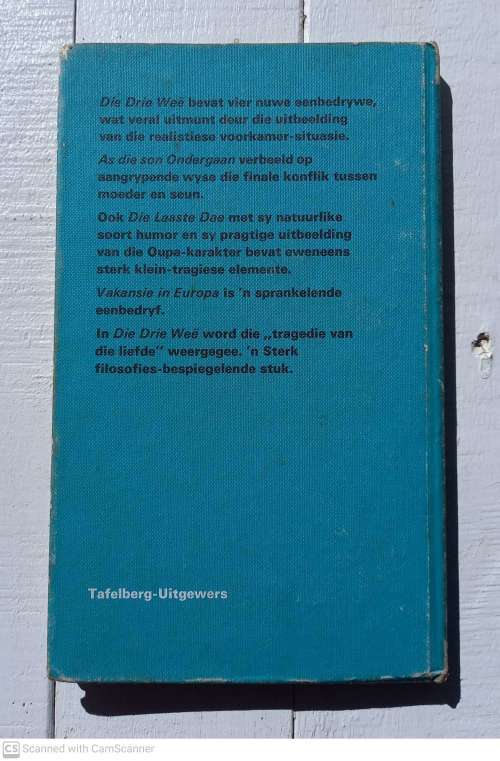 Die Drie Weë bevat vier nuwe eenbedrywe,
wat veral uitmunt deur die uitbeelding
van die realistiese voorkamer-situasie.
As die son Ondergaan verbeeld op
aangrypende wyse die finale konflik tussen
moeder en seun.
Ook Die Laaste Dae met sy natuurlike
soort humor en sy pragtige uitbeelding
van die Oupa-karakter bevat eweneens
sterk klein-tragiese elemente.
Vakansie in Europa is 'n sprankelende
eenbedryf.
In Die Drie Weë word die „tragedie van
die liefde" weergegee. 'n Sterk
filosofies-bespiegelende stuk.
Tafelberg-Uitgewers
CS Scanned with CamScanner